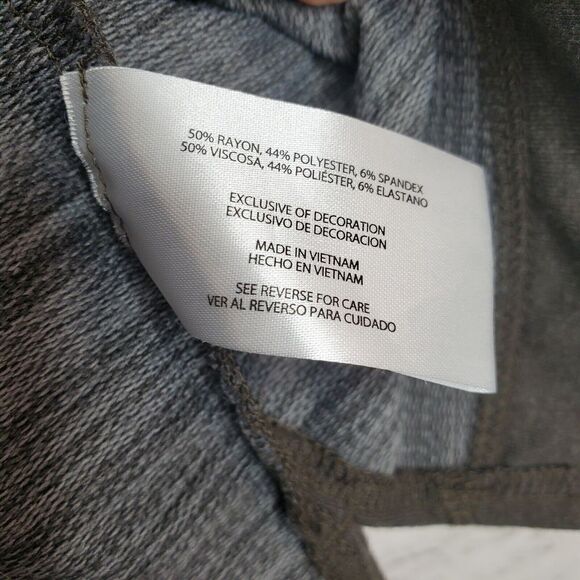 50% RAYON, 44% POLYESTER, 6% SPANDEX
50% VISCOSA, 44% POLIÉSTER, 6% ELASTANO
EXCLUSIVE OF DECORATION
EXCLUSIVO DE DECORACION
MADE IN VIETNAM
HECHO EN VIETNAM
SEE REVERSE FOR CARE
VER AL REVERSO PARA CUIDADO